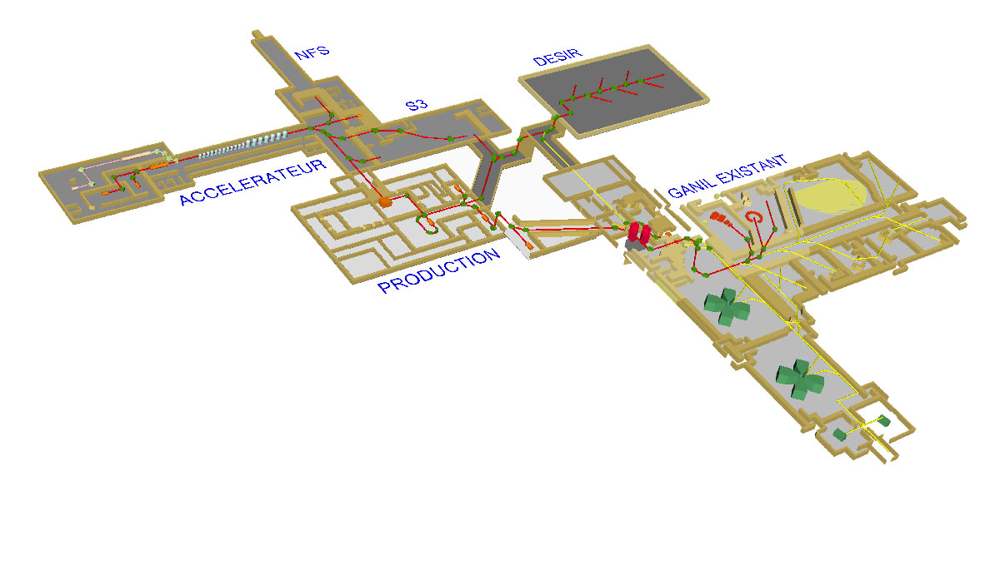 NFS
DESIR
S3
ACCELERATEUR
GANIL EXISTANT
PRODUCTION